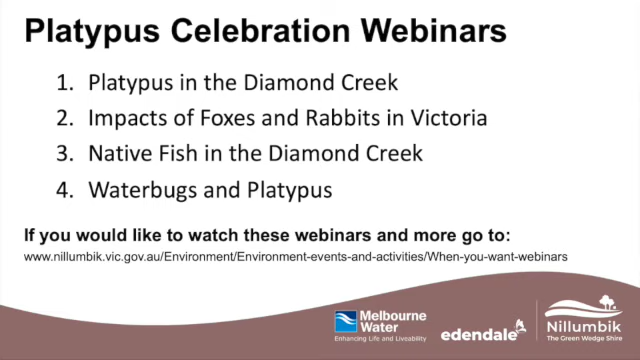 Platypus Celebration Webinars
1. Platypus in the Diamond Creek
2. Impacts of Foxes and Rabbits in Victoria
3. Native Fish in the Diamond Creek
4. Waterbugs and Platypus
If you would like to watch these webinars and more go to:
www.nillumbik.vic.gov.au/Environment/Environment-events-and-activities/When-you-want-webinars
Melbourne
Water
Enhancing Life and Liveability
edendale
Nillumbik
The Green Wedge Shire